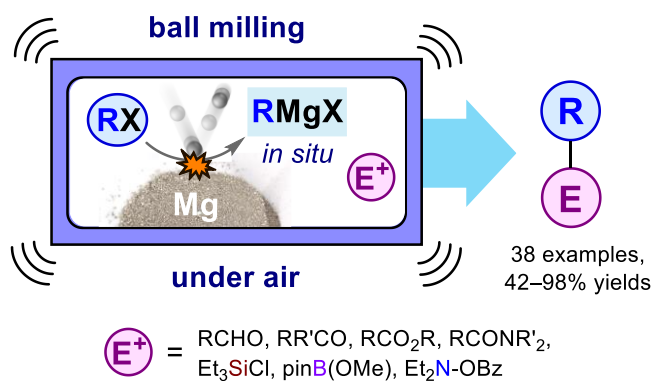 ball milling
RX
RMgX
in situ
E⁺
Mg
under air
R
E
38 examples,
42–98% yields
E⁺ = RCHO, RR'CO, RCO₂R, RCONR'₂,
Et₃SiCl, pinB(OMe), Et₂N-OBz